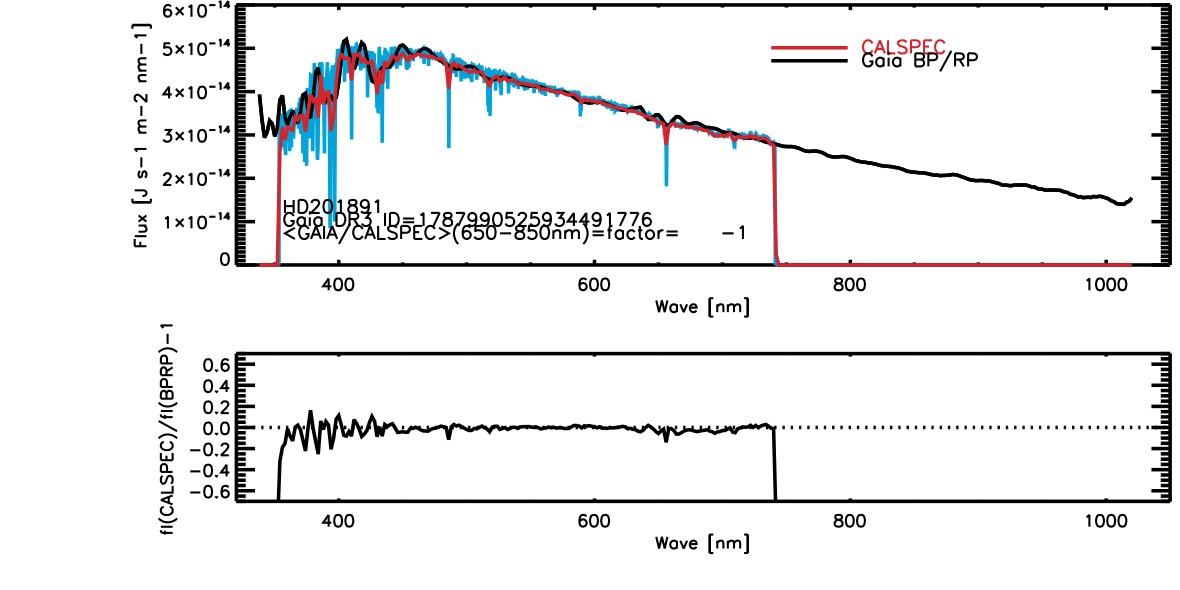 6×10−14
5×10−14
4×10−14
3×10−14
2×10−14
1×10−14
0
Flux [J s−1 m−2 nm−1]
CALSPEC
Gaia BP/RP
HD201891
Gaia DR3 ID=1787990525934491776
<GAIA/CALSPEC>(650−850nm)=factor= −1
400 600 800 1000
Wave [nm]
fl(CALSPEC)/fl(BPRP)−1
0.6
0.4
0.2
0.0
−0.2
−0.4
−0.6
400 600 800 1000
Wave [nm]